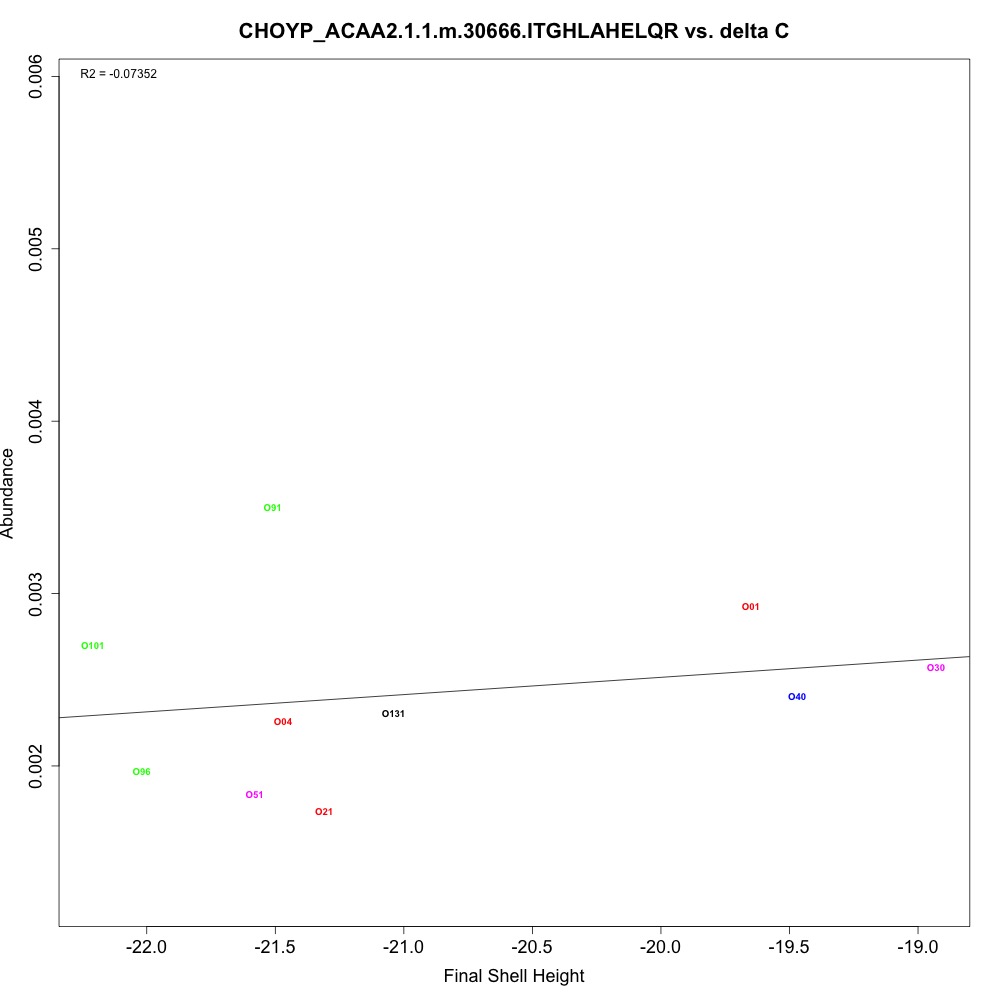 CHOYP_ACAA2.1.1.m.30666.ITGHLAHELQR vs. delta C
R2 = -0.07352
0.006
0.005
0.004
0.003
0.002
Abundance
O91
O01
O101
O30
O40
O131
O04
O96
O51
O21
-22.0 -21.5 -21.0 -20.5 -20.0 -19.5 -19.0
Final Shell Height